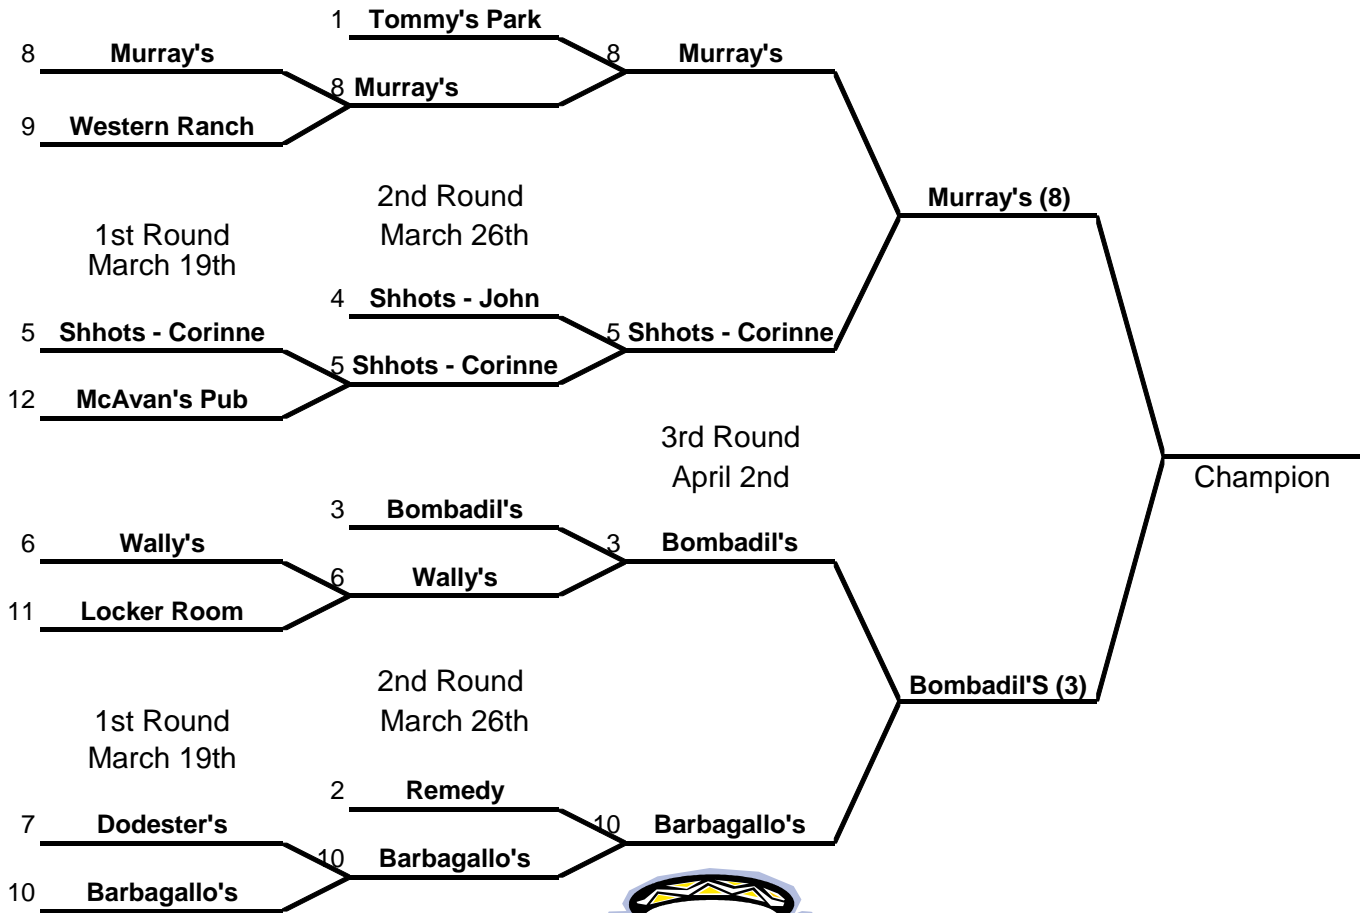 1 Tommy's Park
8 Murray's
8 Murray's
8 Murray's
9 Western Ranch
Murray's (8)
2nd Round
March 26th
1st Round
March 19th
4 Shhots - John
5 Shhots - Corinne
5 Shhots - Corinne
5 Shhots - Corinne
12 McAvan's Pub
3rd Round
April 2nd
Champion
3 Bombadil's
6 Wally's
3 Bombadil's
6 Wally's
11 Locker Room
2nd Round
March 26th
Bombadil'S (3)
1st Round
March 19th
2 Remedy
7 Dodester's
10 Barbagallo's
10 Barbagallo's
10 Barbagallo's